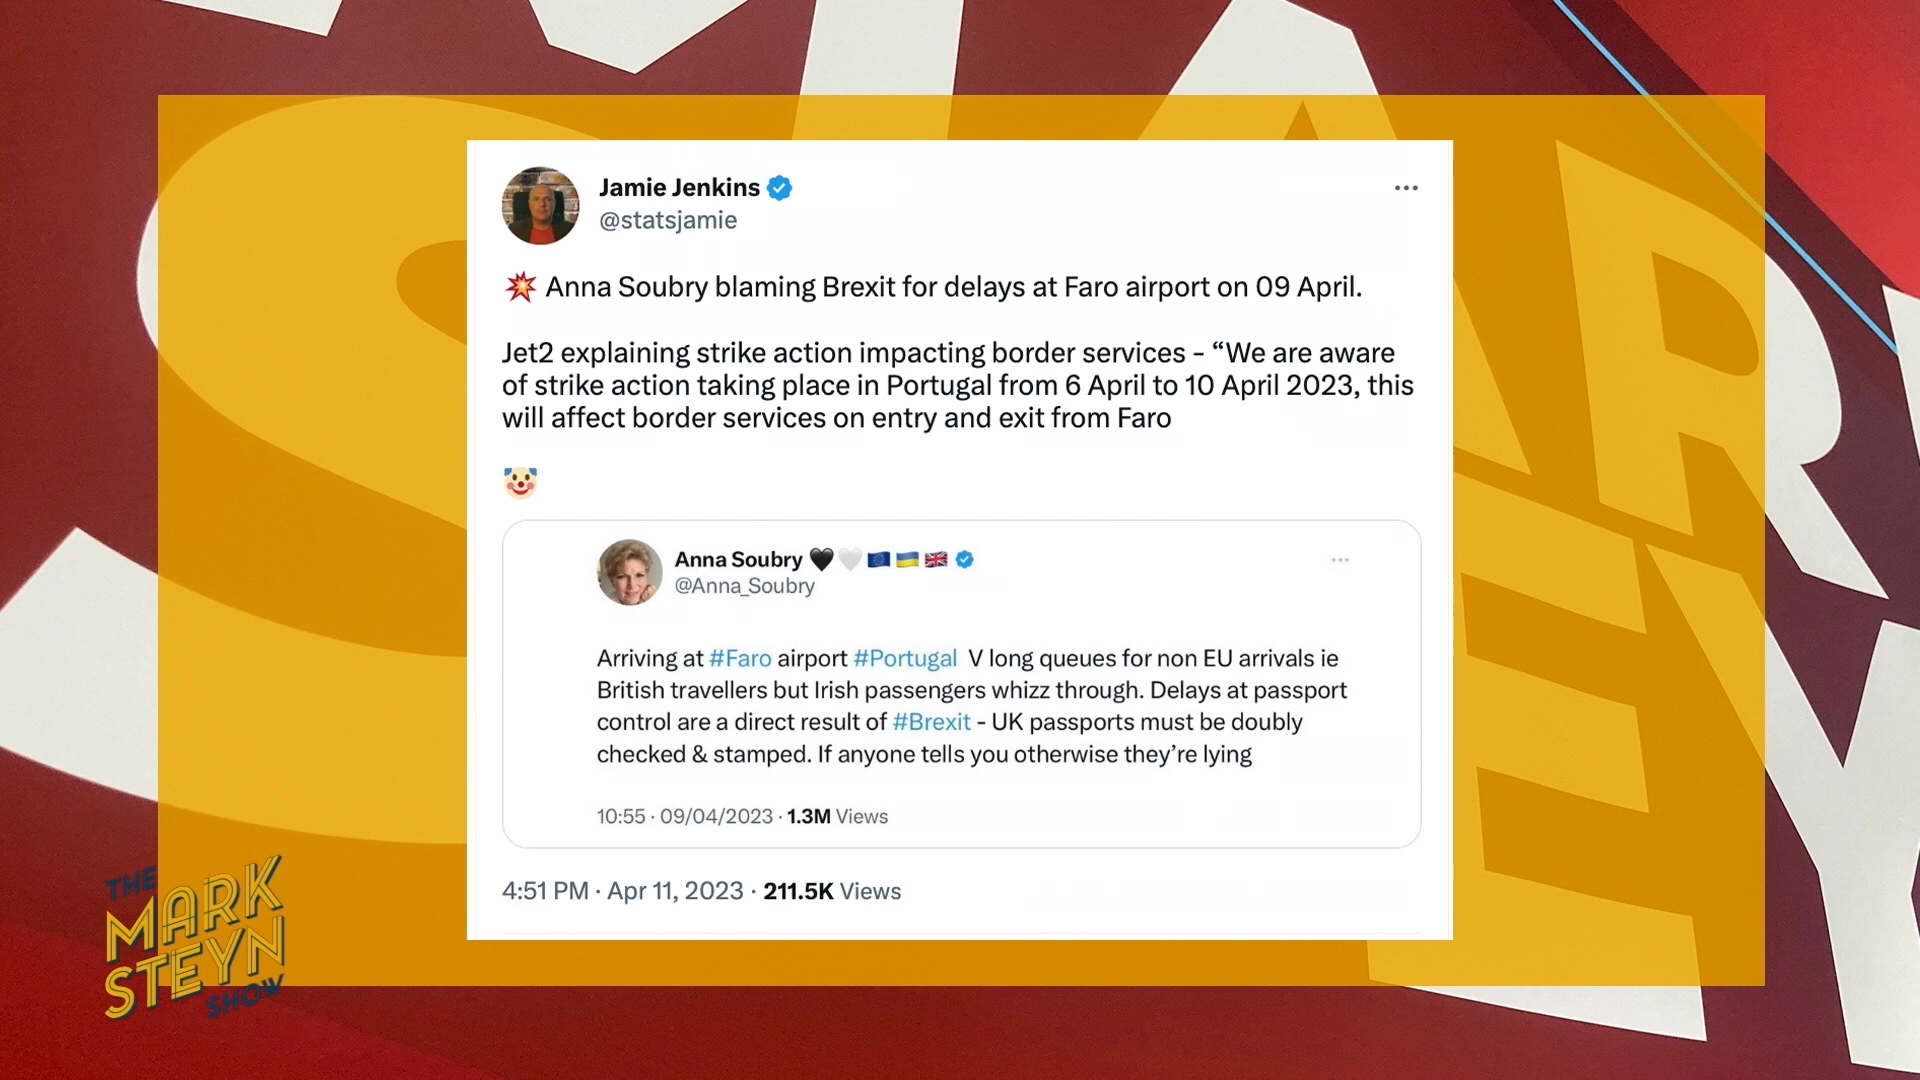 Jamie Jenkins
@statsjamie
💥 Anna Soubry blaming Brexit for delays at Faro airport on 09 April.
Jet2 explaining strike action impacting border services - “We are aware
of strike action taking place in Portugal from 6 April to 10 April 2023, this
will affect border services on entry and exit from Faro
🤡
Anna Soubry 🖤🤍🇪🇺🇺🇦🇬🇧
@Anna_Soubry
Arriving at #Faro airport #Portugal V long queues for non EU arrivals ie
British travellers but Irish passengers whizz through. Delays at passport
control are a direct result of #Brexit - UK passports must be doubly
checked & stamped. If anyone tells you otherwise they’re lying
10:55 · 09/04/2023 · 1.3M Views
4:51 PM · Apr 11, 2023 · 211.5K Views
THE
MARK
STEYN
SHOW